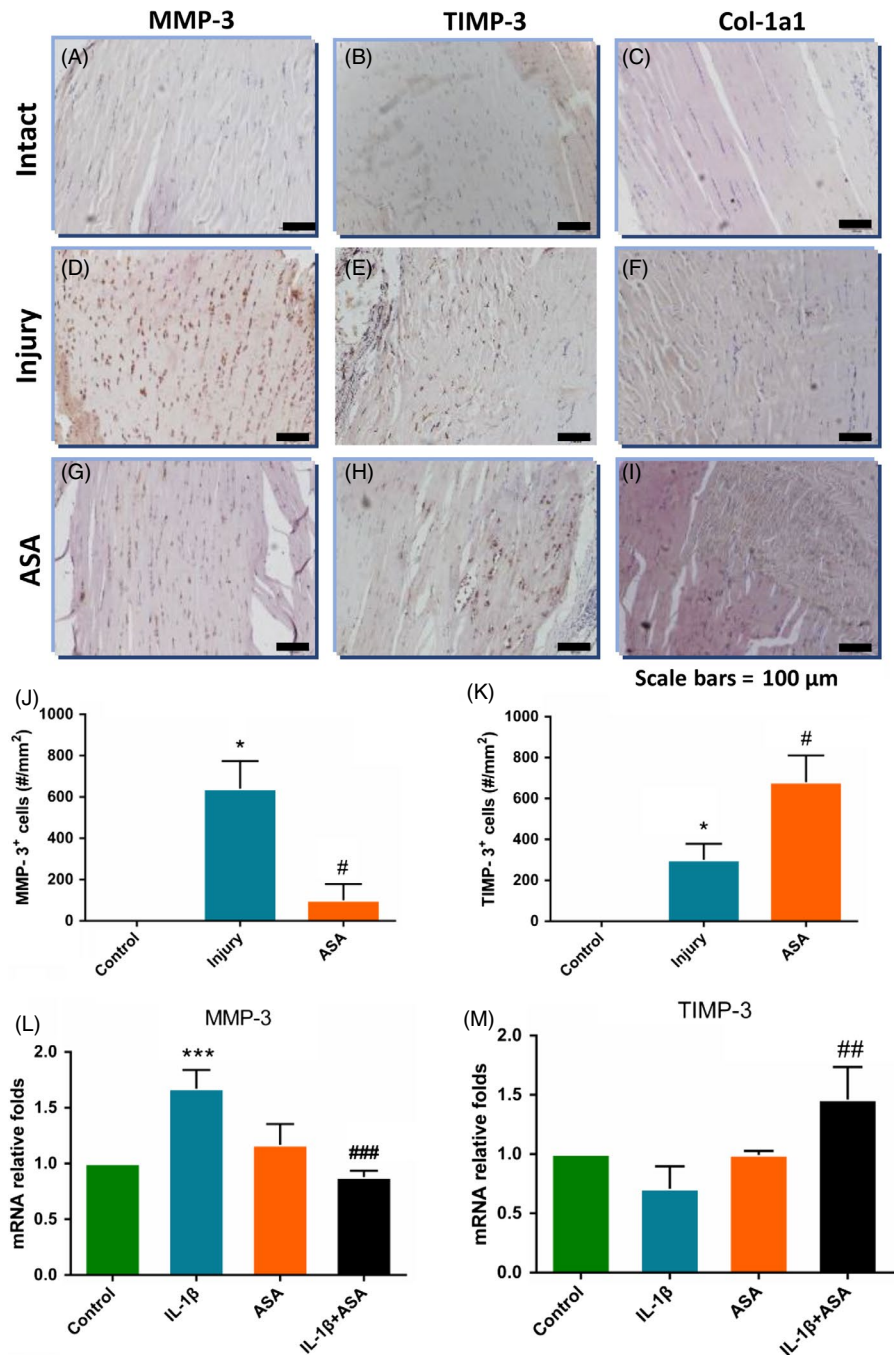 MMP-3 TIMP-3 Col-1a1
Intact
(A) (B) (C)
Injury
(D) (E) (F)
ASA
(G) (H) (I)
Scale bars = 100 μm
(J)
MMP- 3+ cells (#/mm2)
1000
800
600
400
200
0
*
#
Control Injury ASA
(K)
TIMP- 3+ cells (#/mm2)
1000
800
600
400
200
0
*
#
Control Injury ASA
(L)
MMP-3
mRNA relative folds
2.0
1.5
1.0
0.5
0.0
***
###
Control IL-1β ASA IL-1β+ASA
(M)
TIMP-3
mRNA relative folds
2.0
1.5
1.0
0.5
0.0
##
Control IL-1β ASA IL-1β+ASA